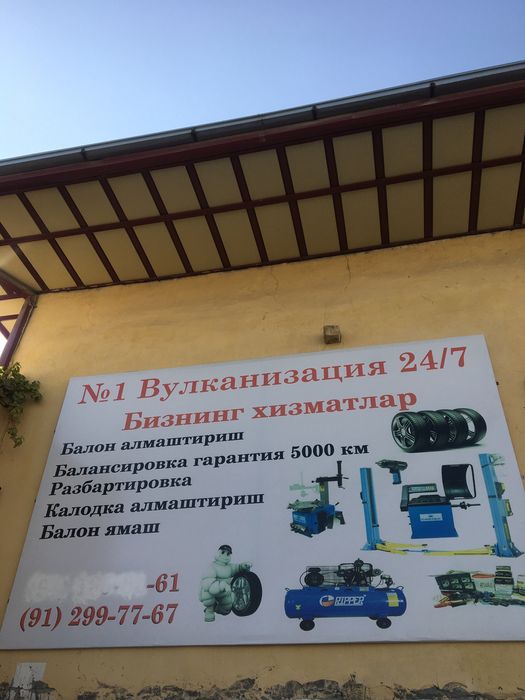 №1 Вулканизация 24/7
Бизнинг хизматлар
Балон алмаштириш
Балансировка гарантия 5000 км
Разбартировка
Калодка алмаштириш
Балон ямаш
-61
(91) 299-77-67
RIPPER